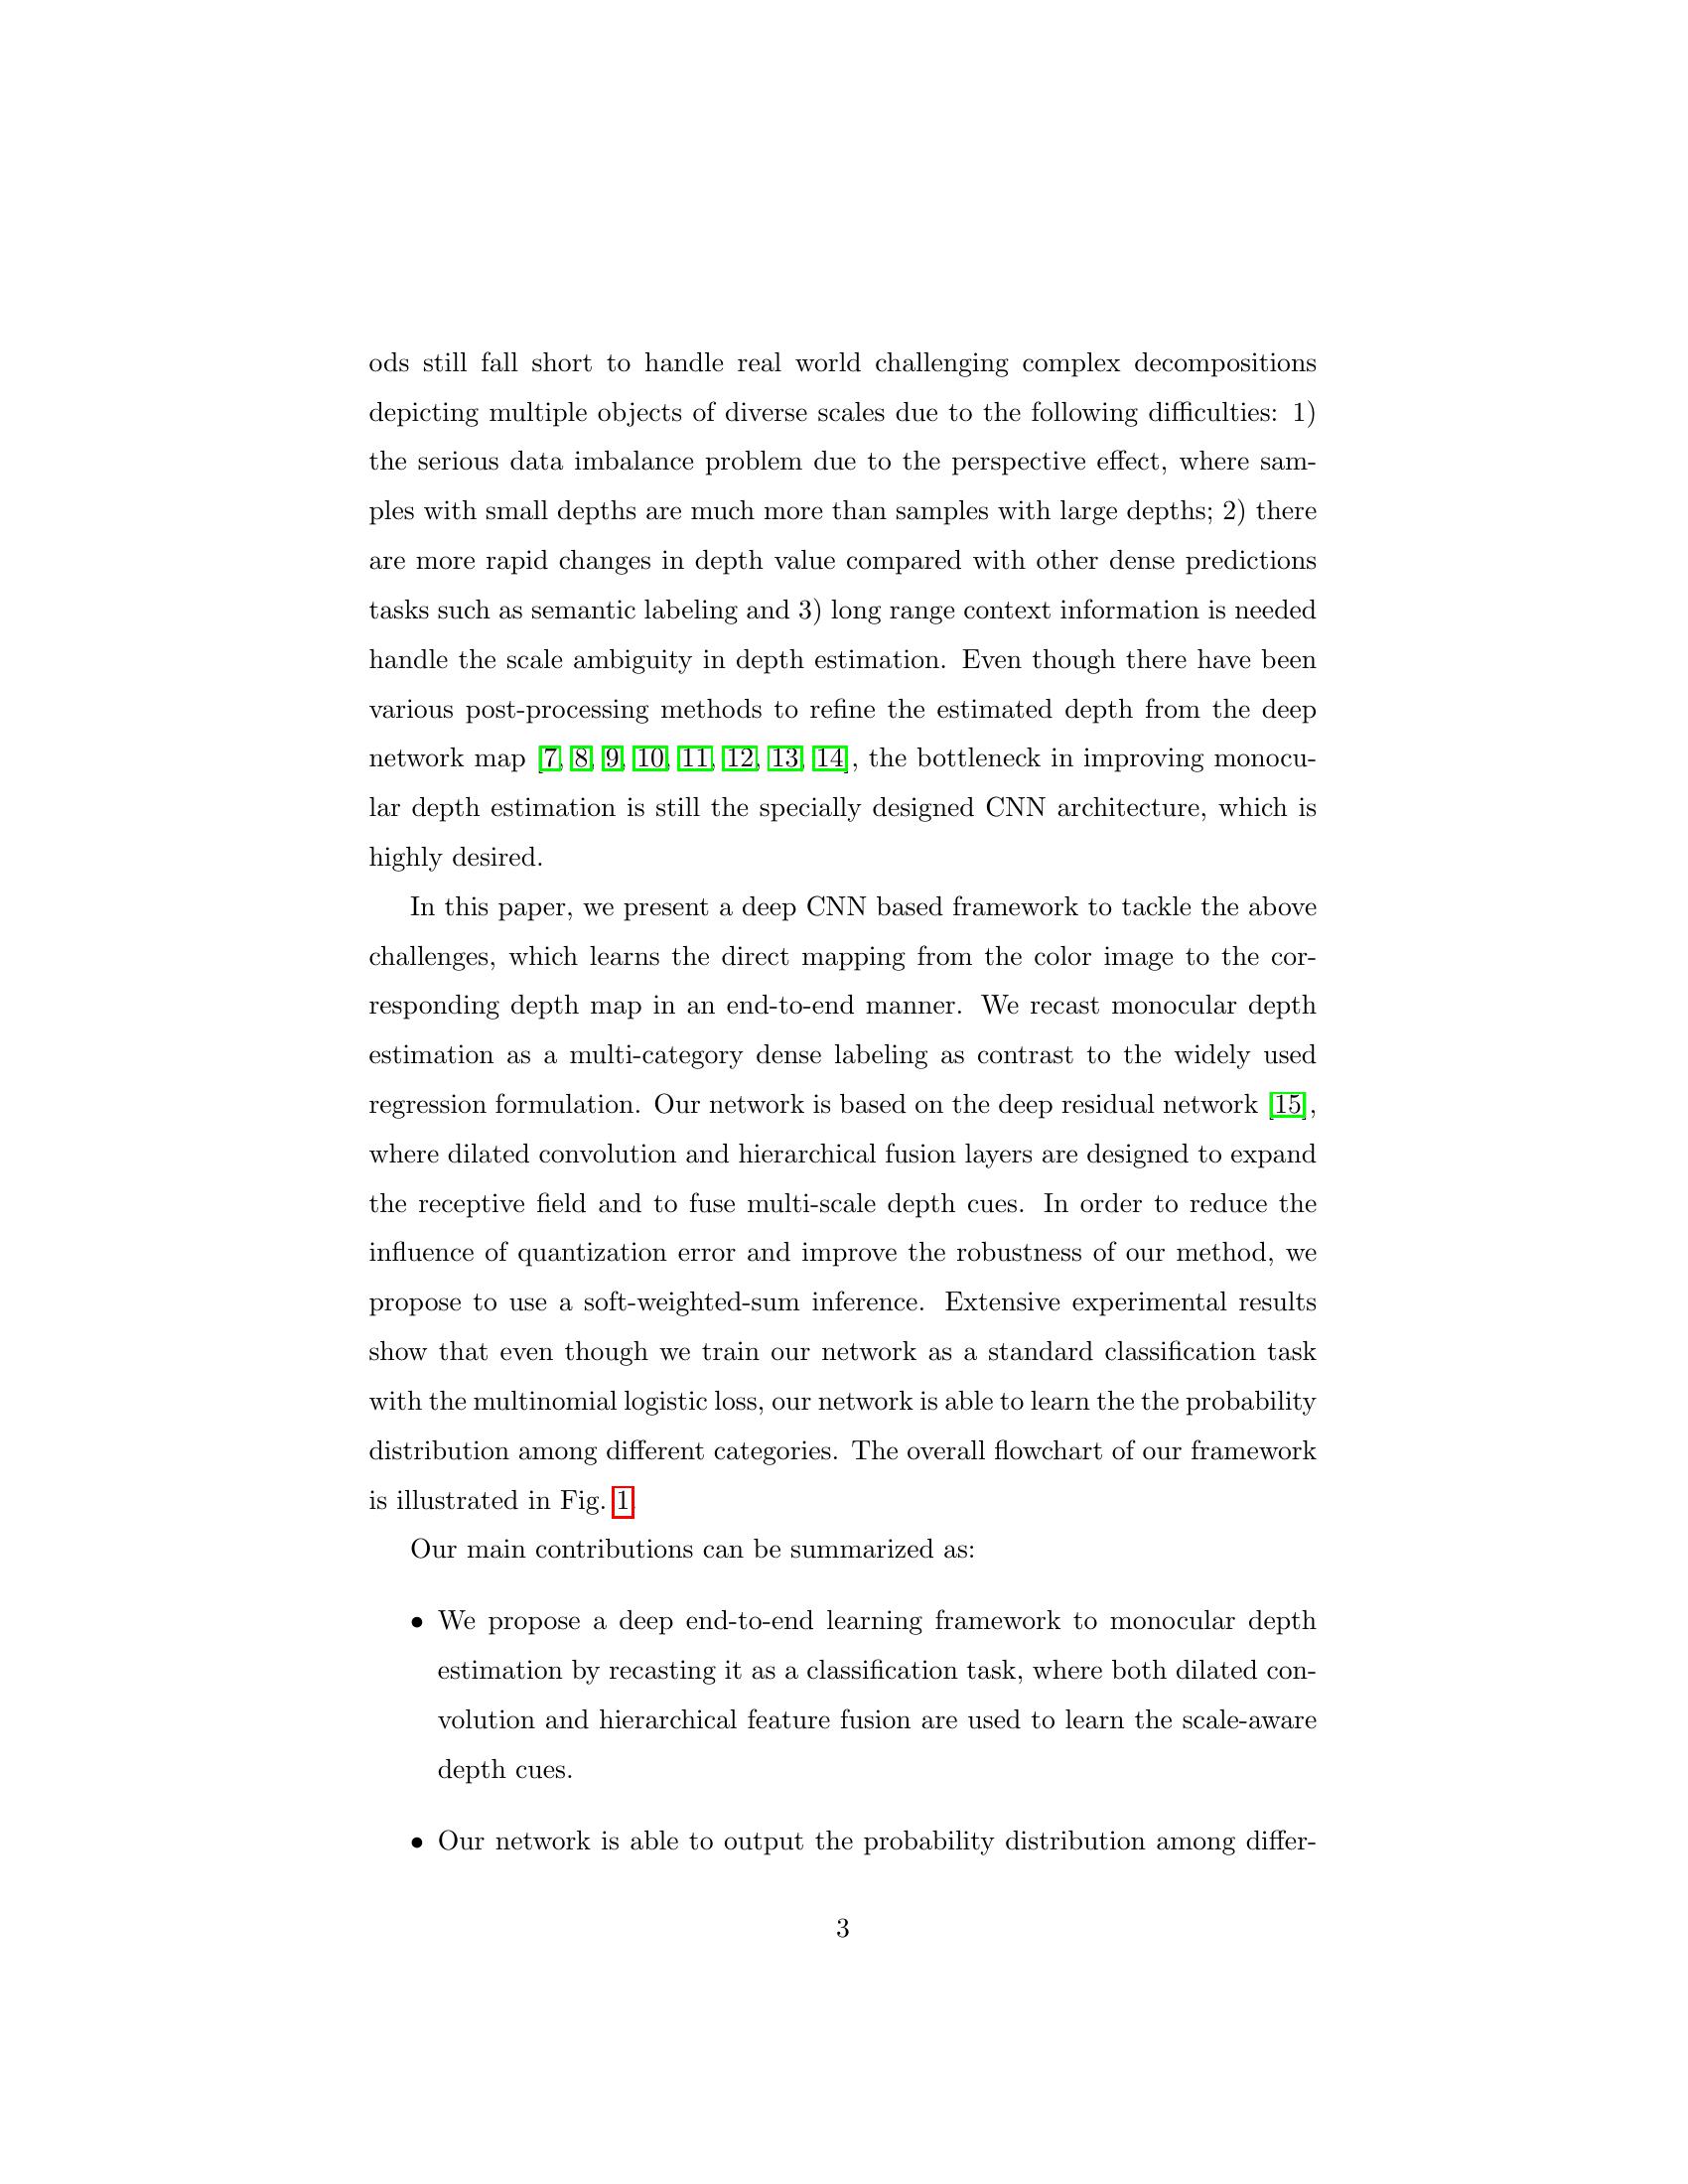 ods still fall short to handle real world challenging complex decompositions
depicting multiple objects of diverse scales due to the following difficulties: 1)
the serious data imbalance problem due to the perspective effect, where sam-
ples with small depths are much more than samples with large depths; 2) there
are more rapid changes in depth value compared with other dense predictions
tasks such as semantic labeling and 3) long range context information is needed
handle the scale ambiguity in depth estimation. Even though there have been
various post-processing methods to refine the estimated depth from the deep
network map [7, 8, 9, 10, 11, 12, 13, 14], the bottleneck in improving monocu-
lar depth estimation is still the specially designed CNN architecture, which is
highly desired.
In this paper, we present a deep CNN based framework to tackle the above
challenges, which learns the direct mapping from the color image to the cor-
responding depth map in an end-to-end manner. We recast monocular depth
estimation as a multi-category dense labeling as contrast to the widely used
regression formulation. Our network is based on the deep residual network [15],
where dilated convolution and hierarchical fusion layers are designed to expand
the receptive field and to fuse multi-scale depth cues. In order to reduce the
influence of quantization error and improve the robustness of our method, we
propose to use a soft-weighted-sum inference. Extensive experimental results
show that even though we train our network as a standard classification task
with the multinomial logistic loss, our network is able to learn the the probability
distribution among different categories. The overall flowchart of our framework
is illustrated in Fig. 1.
Our main contributions can be summarized as:
• We propose a deep end-to-end learning framework to monocular depth
estimation by recasting it as a classification task, where both dilated con-
volution and hierarchical feature fusion are used to learn the scale-aware
depth cues.
• Our network is able to output the probability distribution among differ-
3